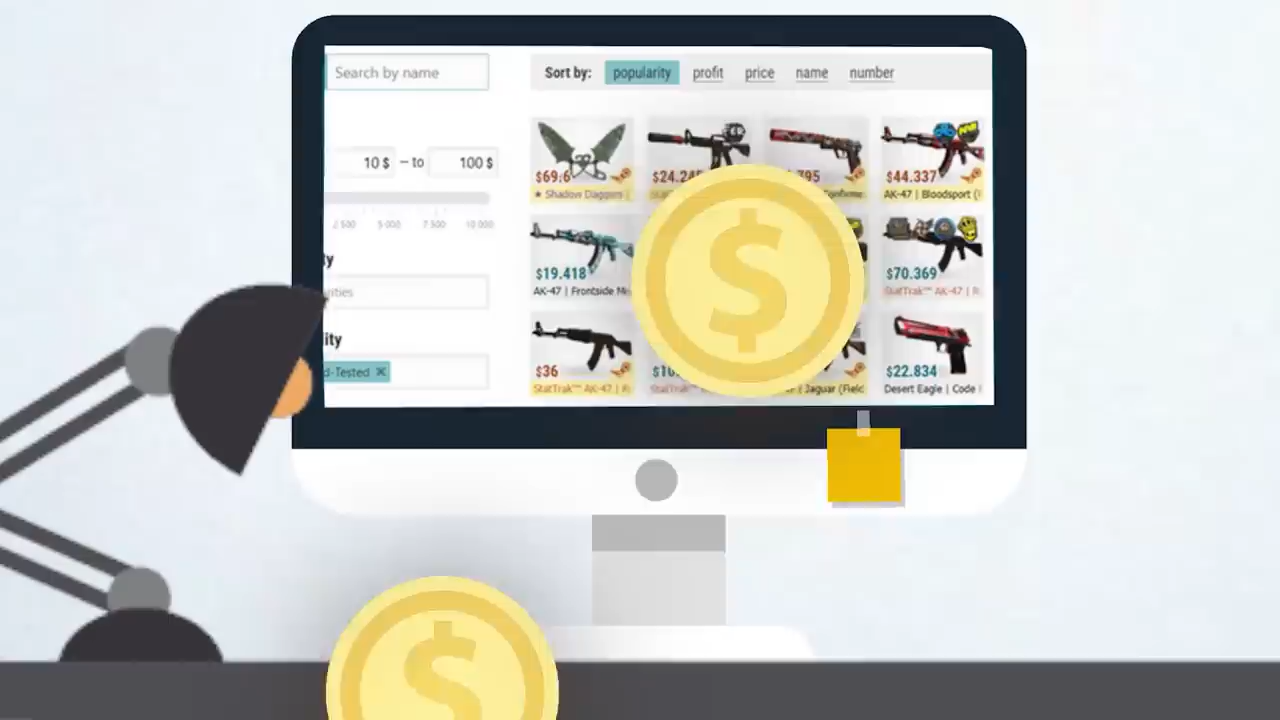 Search by name
Sort by: popularity profit price name number
10 $ – to 100 $
2 500 5 000 7 500 10 000
$69.6
★ Shadow Daggers
$44.337
AK-47 | Bloodsport
$19.418
AK-47 | Frontside
$70.369
StatTrak™ AK-47 |
d-Tested ✕
$36
StatTrak™ AK-47 |
| Jaguar (Field
$22.834
Desert Eagle | Code
$
$